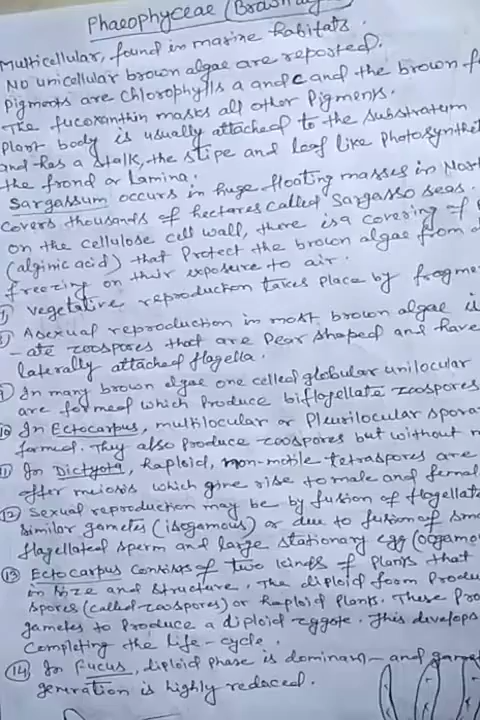 Phaeophyceae (Brown alg
Multicellular, found in marine habitats.
No unicellular brown algae are reported.
Pigments are chlorophylls a and c and the brown f
The fucoxanthin masks all other pigments.
Plant body is usually attached to the substratum
and has a stalk, the stipe and leaf like photosynthet
the frond or Lamina.
Sargassum occurs in huge floating masses in
covers thousands of hectares called Sargasso seas.
on the cellulose cell wall, there is a covering of
(alginic acid) that protect the brown algae from
freezing on their exposure to air.
vegetative reproduction takes place by fragme
Asexual reproduction in most brown algae i
-ate zoospores that are pear shaped and have
laterally attached flagella.
In many brown algae one celled globular unilocular
are formed which produce biflagellate zoospores
10 In Ectocarpus, multilocular or Pleurilocular spora
formed. They also produce zoospores but without
11 In Dictyota, haploid, non-motile tetraspores are
after meiosis which give rise to male and femal
12 Sexual reproduction may be by fusion of flagellat
similar gametes (isogamous) or due to fusion of sma
flagellated sperm and large stationary egg (oogamo
13 Ectocarpus consists of two kinds of plants that
in size and structure. The diploid form Produ
spores (called zoospores) or haploid plants. These Pro
gametes to produce a diploid zygote. This develops
completing the life-cycle.
14 In Fucus, diploid phase is dominant and game
generation is highly reduced.